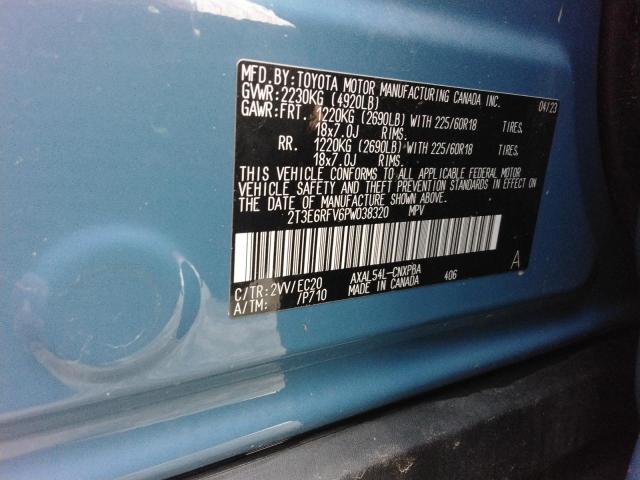 MFD.BY:TOYOTA MOTOR MANUFACTURING CANADA INC.
GVWR:2230KG (4920LB) 04/23
GAWR:FRT. 1220KG (2690LB) WITH 225/60R18 TIRES,
18x7.0J RIMS.
RR. 1220KG (2690LB) WITH 225/60R18 TIRES,
18x7.0J RIMS.
THIS VEHICLE CONFORMS TO ALL APPLICABLE FEDERAL MOTOR
VEHICLE SAFETY AND THEFT PREVENTION STANDARDS IN EFFECT
ON THE DATE OF MANUFACTURE SHOWN ABOVE.
2T3E6RFV6PW038320 MPV
C/TR:2VV/EC20 AXAL54L-CNXPBA 406 A
A/TM: /P710 MADE IN CANADA